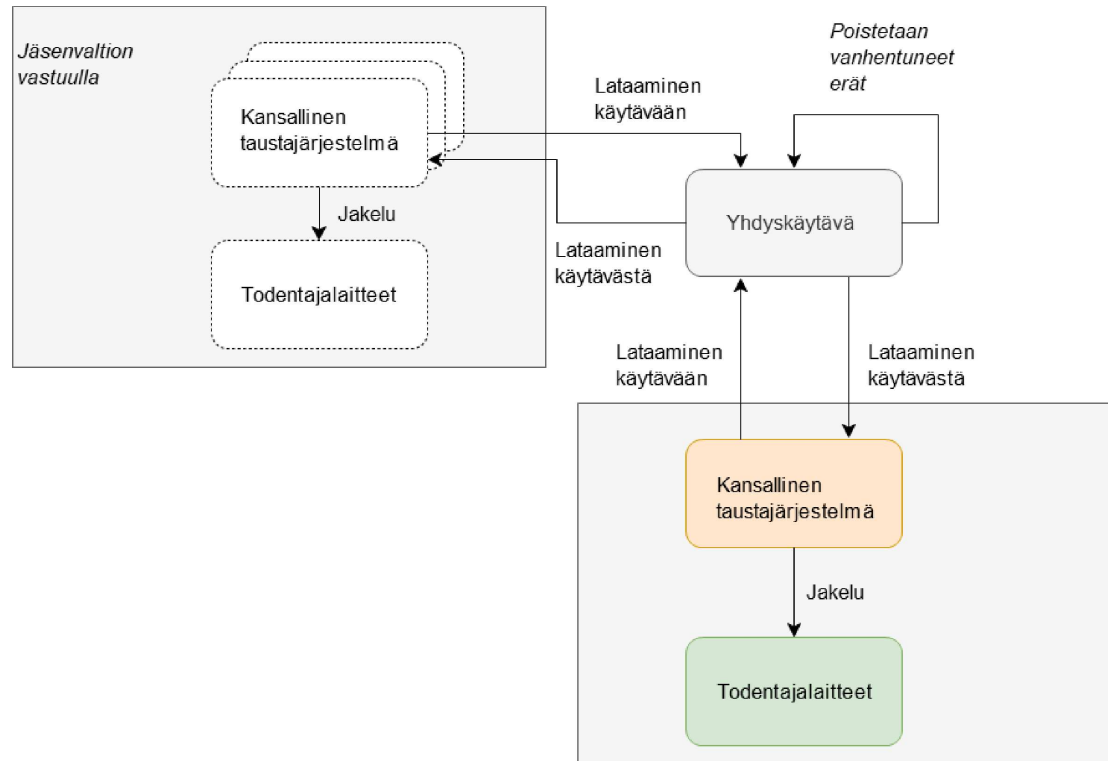 Jäsenvaltion
vastuulla
Kansallinen
taustajärjestelmä
Jakelu
Todentajalaitteet
Lataaminen
käytävään
Lataaminen
käytävästä
Poistetaan
vanhentuneet
erät
Yhdyskäytävä
Lataaminen
käytävään
Lataaminen
käytävästä
Kansallinen
taustajärjestelmä
Jakelu
Todentajalaitteet